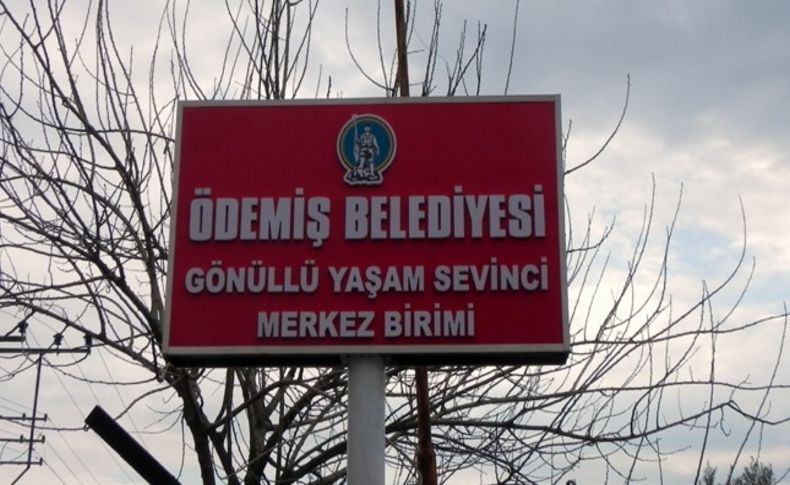 ÖDEMİŞ BELEDİYESİ
GÖNÜLLÜ YAŞAM SEVİNCİ
MERKEZ BİRİMİ